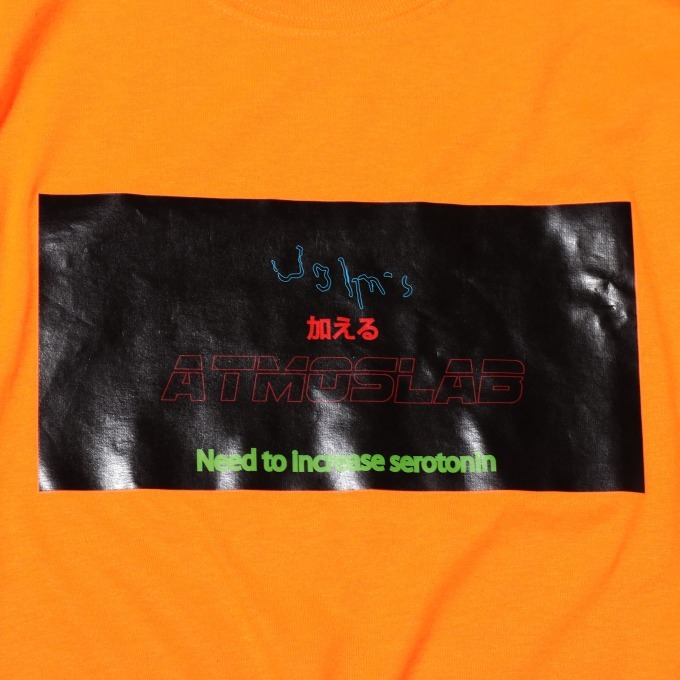 加える
ATMOSLAB
Need to increase serotonin